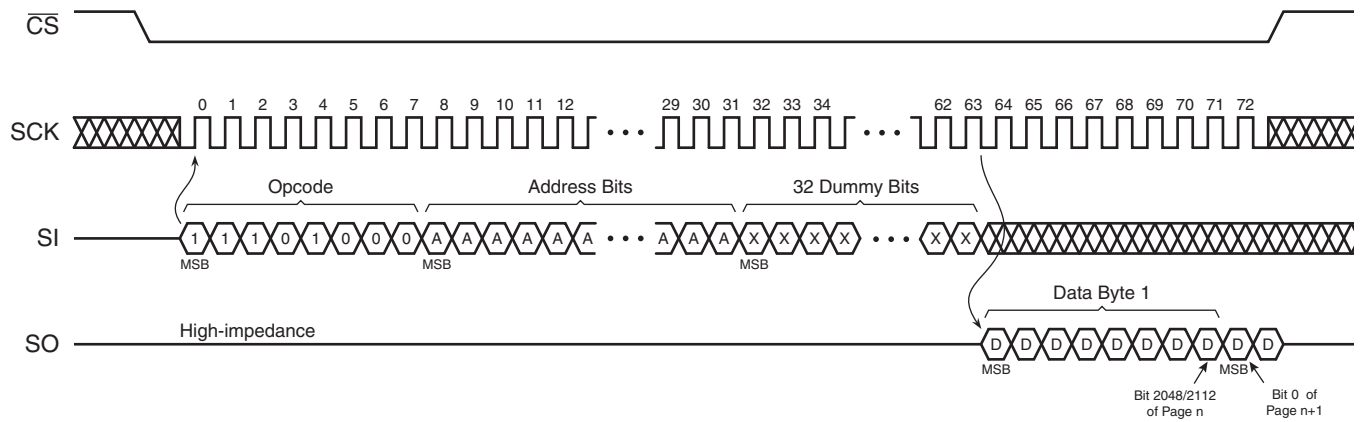 CS
0 1 2 3 4 5 6 7 8 9 10 11 12 29 30 31 32 33 34 62 63 64 65 66 67 68 69 70 71 72
SCK
Opcode Address Bits 32 Dummy Bits
SI 1 1 1 0 1 0 0 0 A A A A A A A A A X X X X X X
MSB MSB MSB
Data Byte 1
High-impedance
SO D D D D D D D D D D
MSB MSB
Bit 2048/2112 Bit 0 of
of Page n Page n+1